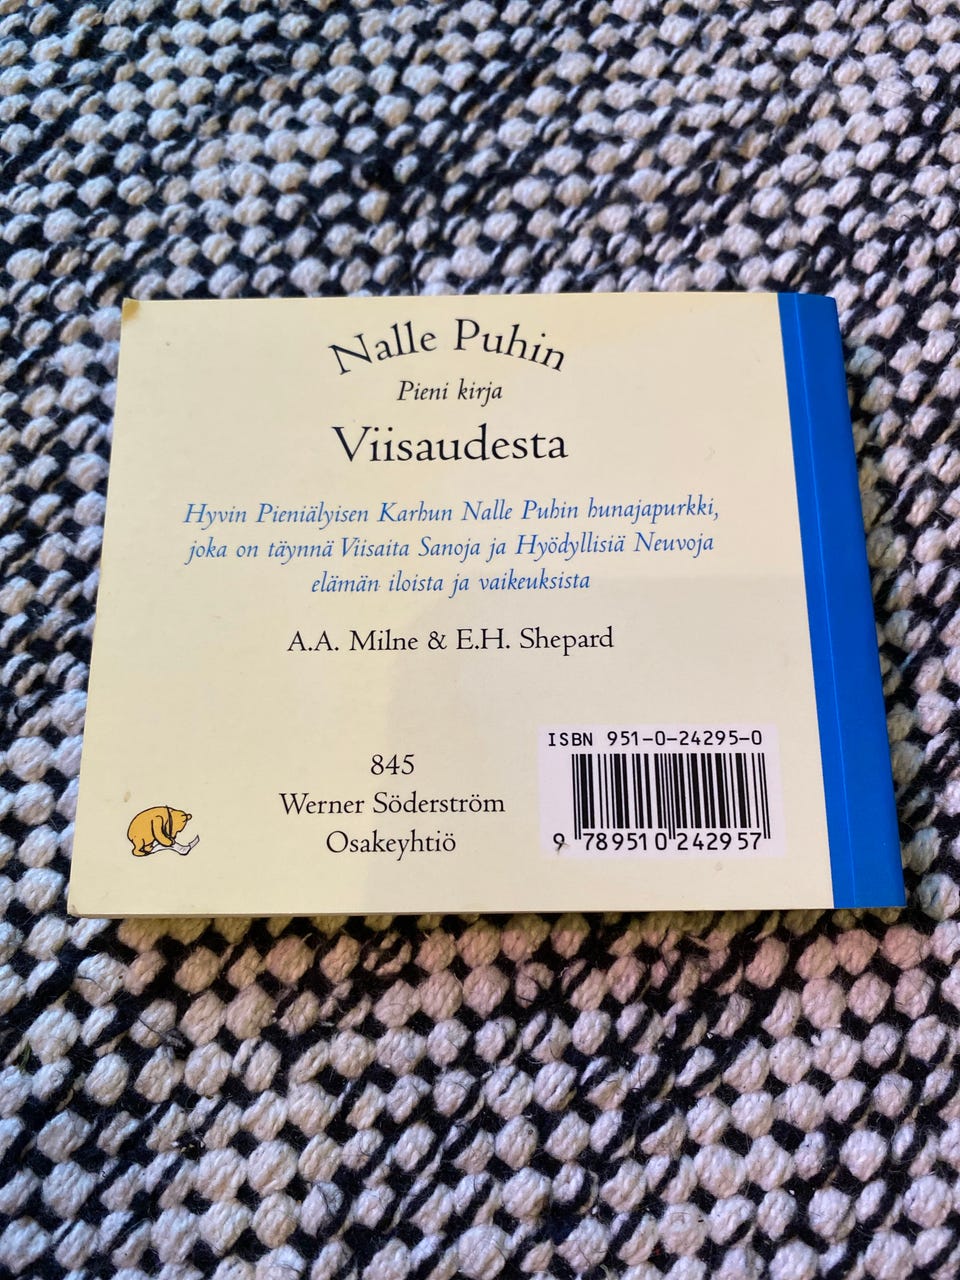 Nalle Puhin
Pieni kirja
Viisaudesta
Hyvin Pieniälyisen Karhun Nalle Puhin hunajapurkki,
joka on täynnä Viisaita Sanoja ja Hyödyllisiä Neuvoja
elämän iloista ja vaikeuksista
A.A. Milne & E.H. Shepard
845
Werner Söderström
Osakeyhtiö
ISBN 951-0-24295-0
9 789510 242957